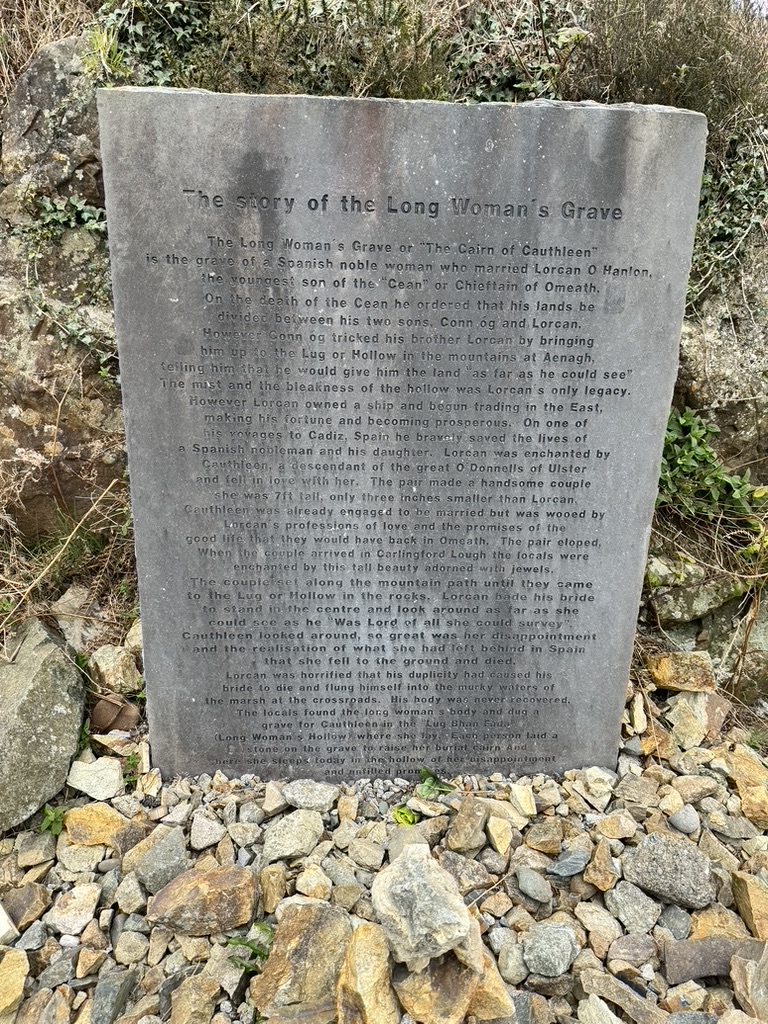 The story of the Long Woman's Grave
The Long Woman's Grave or "The Cairn of Cauthleen"
is the grave of a Spanish noble woman who married Lorcan O'Hanlon,
the youngest son of the "Cean" or Chieftain of Omeath.
On the death of the Cean he ordered that his lands be
divided between his two sons, Conn óg and Lorcan.
However Conn óg tricked his brother Lorcan by bringing
him up to the Lug or Hollow in the mountains at Aenagh,
telling him that he would give him the land "as far as he could see"
The mist and the bleakness of the hollow was Lorcan's only legacy.
However Lorcan owned a ship and begun trading in the East,
making his fortune and becoming prosperous. On one of
his voyages to Cadiz, Spain he bravely saved the lives of
a Spanish nobleman and his daughter. Lorcan was enchanted by
Cauthleen, a descendant of the great O'Donnells of Ulster
and fell in love with her. The pair made a handsome couple
she was 7ft tall, only three inches smaller than Lorcan.
Cauthleen was already engaged to be married but was wooed by
Lorcan's professions of love and the promises of the
good life that they would have back in Omeath. The pair eloped.
When the couple arrived in Carlingford Lough the locals were
enchanted by this tall beauty adorned with jewels.
The couple set along the mountain path until they came
to the Lug or Hollow in the rocks. Lorcan bade his bride
to stand in the centre and look around as far as she
could see as he "Was Lord of all she could survey".
Cauthleen looked around, so great was her disappointment
and the realisation of what she had left behind in Spain
that she fell to the ground and died.
Lorcan was horrified that his duplicity had caused his
bride to die and flung himself into the murky waters of
the marsh at the crossroads. His body was never recovered.
The locals found the long woman's body and dug a
grave for Cauthleen in the "Lug Bhan Fada"
(Long Woman's Hollow) where she lay. Each person laid a
stone on the grave to raise her burial cairn And
here she sleeps today in the hollow of her disappointment
and unfilled promises.